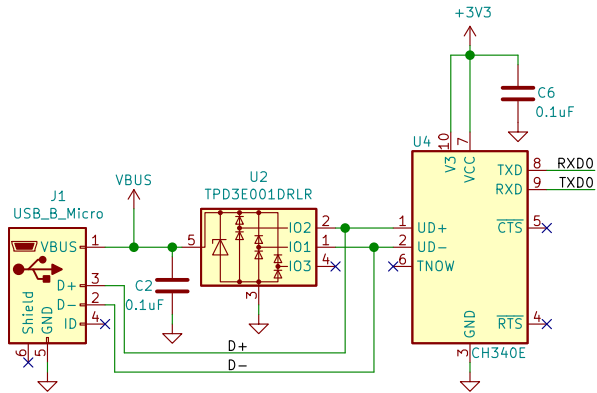 +3V3
C6
0.1uF
U4
10
7
V3
VCC
TXD
8
RXD0
RXD
9
TXD0
CTS
5
RTS
4
GND
3
CH340E
1
UD+
2
UD-
6
TNOW
U2
TPD3E001DRLR
5
IO2
2
IO1
1
IO3
4
3
VBUS
C2
0.1uF
J1
USB_B_Micro
VBUS
1
D+
3
D-
2
ID
4
Shield
GND
6
5
D+
D-